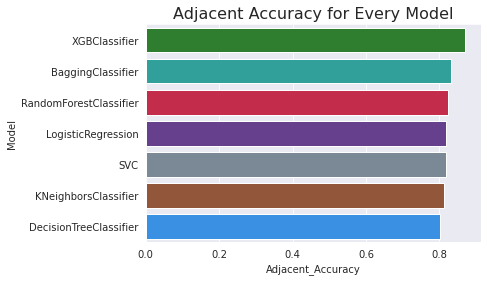 Adjacent Accuracy for Every Model
XGBClassifier
BaggingClassifier
RandomForestClassifier
LogisticRegression
SVC
KNeighborsClassifier
DecisionTreeClassifier
Model
0.0 0.2 0.4 0.6 0.8
Adjacent_Accuracy